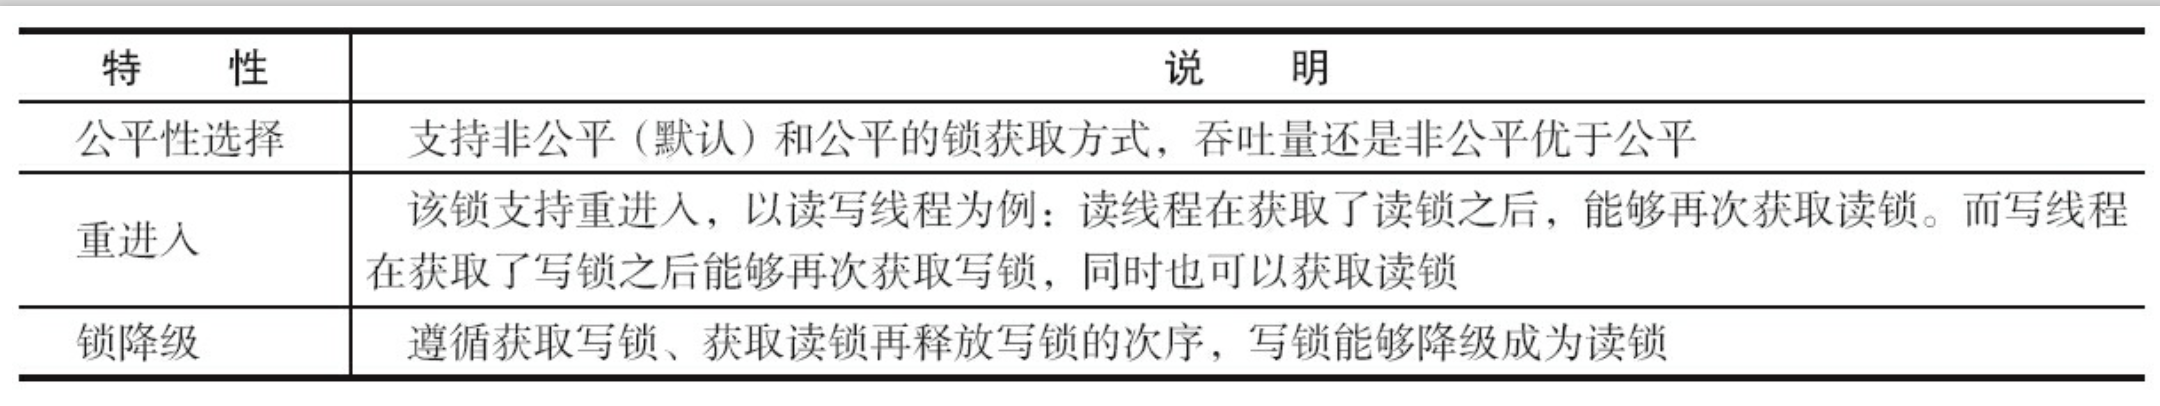 特 性 说 明
公平性选择 支持非公平（默认）和公平的锁获取方式，吞吐量还是非公平优于公平
重进入 该锁支持重进入，以读写线程为例：读线程在获取了读锁之后，能够再次获取读锁。而写线程
在获取了写锁之后能够再次获取写锁，同时也可以获取读锁
锁降级 遵循获取写锁、获取读锁再释放写锁的次序，写锁能够降级成为读锁